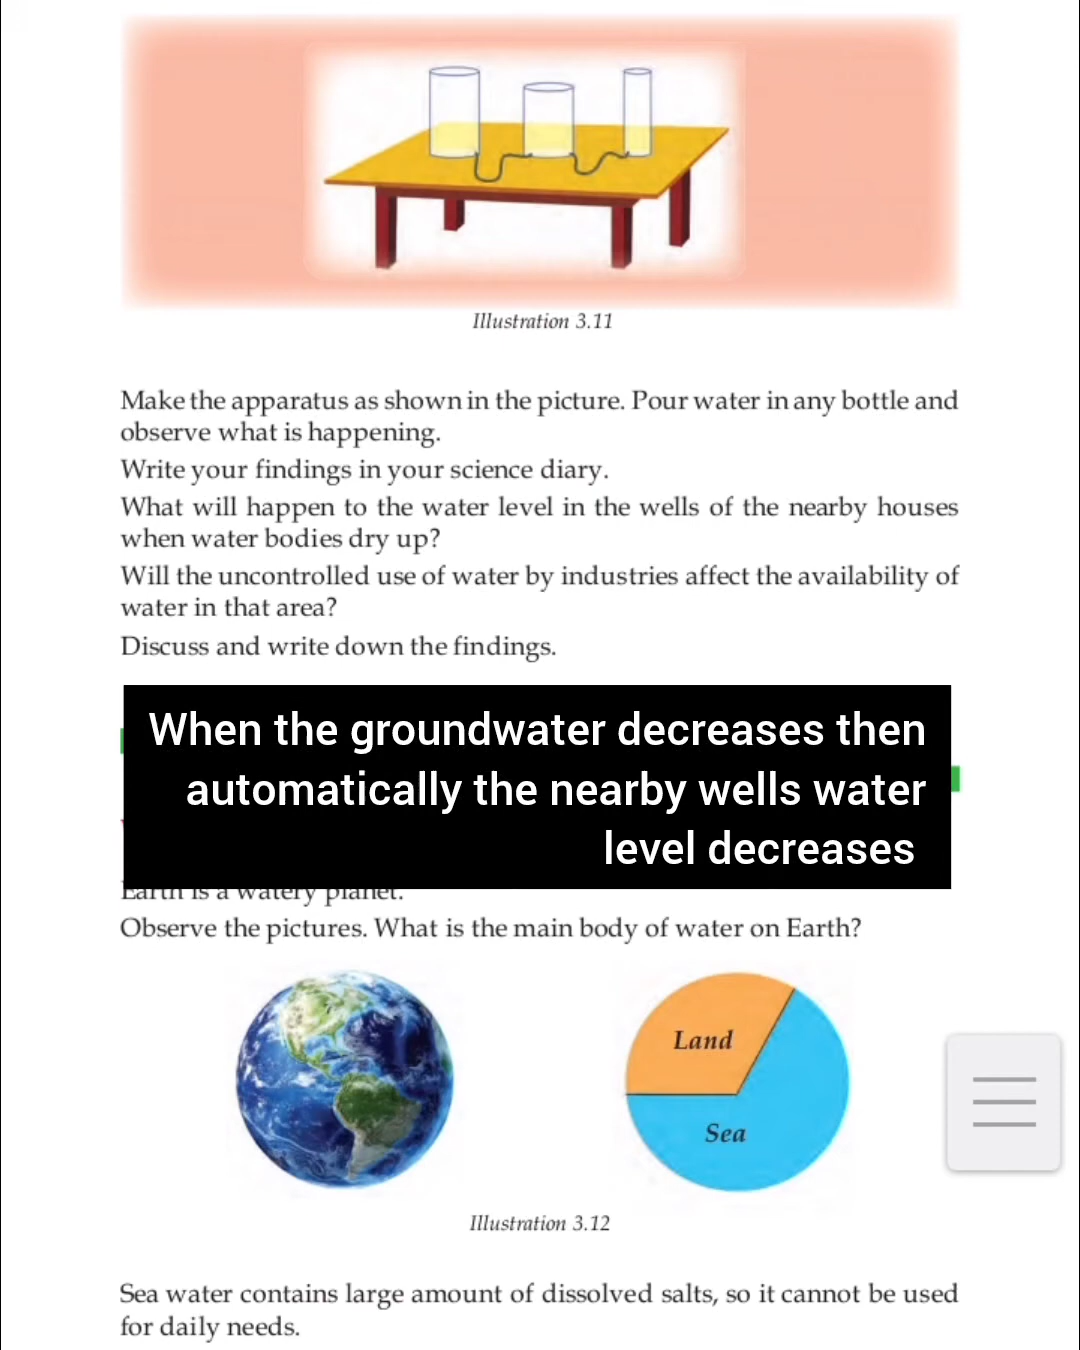 Illustration 3.11
Make the apparatus as shown in the picture. Pour water in any bottle and
observe what is happening.
Write your findings in your science diary.
What will happen to the water level in the wells of the nearby houses
when water bodies dry up?
Will the uncontrolled use of water by industries affect the availability of
water in that area?
Discuss and write down the findings.
When the groundwater decreases then
automatically the nearby wells water
level decreases
Earth is a watery planet.
Observe the pictures. What is the main body of water on Earth?
Land
Sea
Illustration 3.12
Sea water contains large amount of dissolved salts, so it cannot be used
for daily needs.